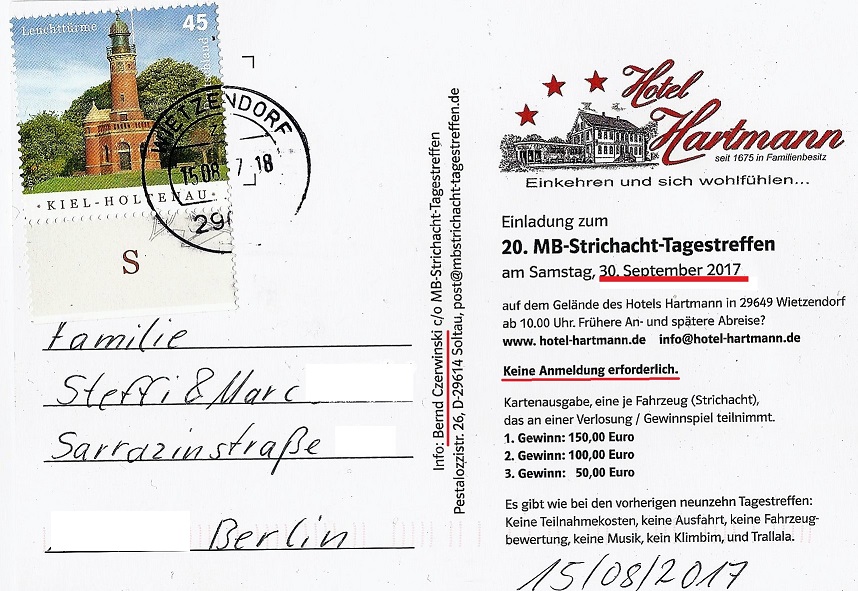 Leuchttürme
45
Deutschland
KIEL-HOLTENAU
S
WIETZENDORF
15.08 7 18
29
Familie
Steffi & Marc
Sarrazinstraße
Berlin
Info: Bernd Czerwinski c/o MB-Strichacht-Tagestreffen
Pestalozzistr. 26, D-29614 Soltau, post@mbstrichacht-tagestreffen.de
Hotel
Hartmann
seit 1675 in Familienbesitz
Einkehren und sich wohlfühlen...
Einladung zum
20. MB-Strichacht-Tagestreffen
am Samstag, 30. September 2017
auf dem Gelände des Hotels Hartmann in 29649 Wietzendorf
ab 10.00 Uhr. Frühere An- und spätere Abreise?
www. hotel-hartmann.de info@hotel-hartmann.de
Keine Anmeldung erforderlich.
Kartenausgabe, eine je Fahrzeug (Strichacht),
das an einer Verlosung / Gewinnspiel teilnimmt.
1. Gewinn: 150,00 Euro
2. Gewinn: 100,00 Euro
3. Gewinn: 50,00 Euro
Es gibt wie bei den vorherigen neunzehn Tagestreffen:
Keine Teilnahmekosten, keine Ausfahrt, keine Fahrzeug-
bewertung, keine Musik, kein Klimbim, und Trallala.
15/08/2017